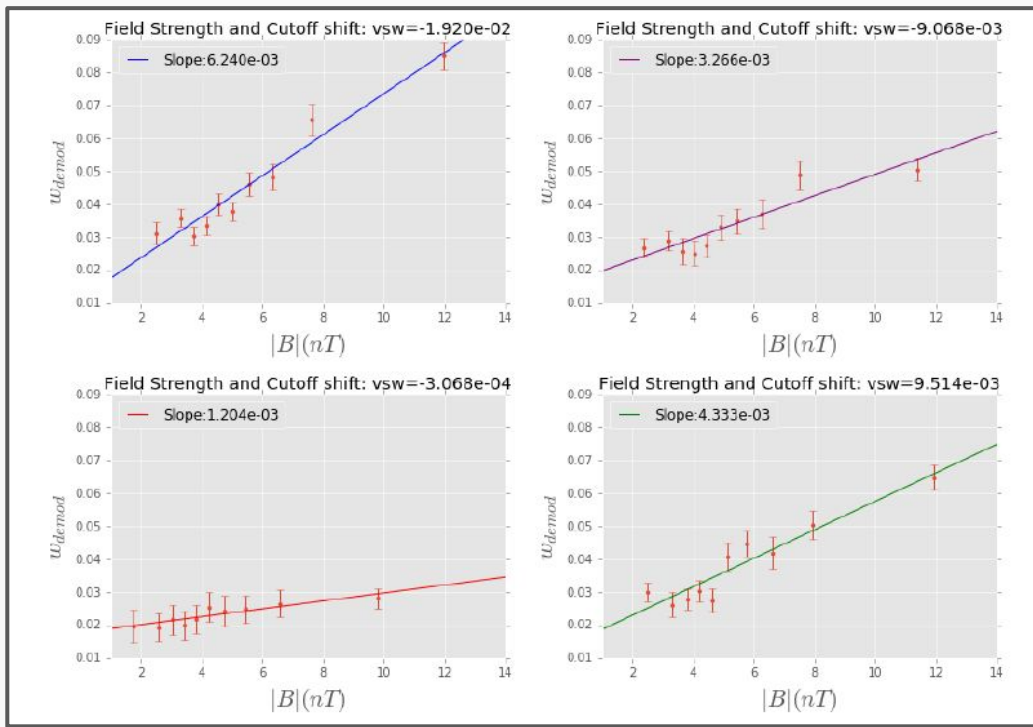 Field Strength and Cutoff shift: vsw=-1.920e-02
Slope:6.240e-03
0.09
0.08
0.07
0.06
0.05
0.04
0.03
0.02
0.01
w_demod
2 4 6 8 10 12 14
|B|(nT)
Field Strength and Cutoff shift: vsw=-9.068e-03
Slope:3.266e-03
0.09
0.08
0.07
0.06
0.05
0.04
0.03
0.02
0.01
w_demod
2 4 6 8 10 12 14
|B|(nT)
Field Strength and Cutoff shift: vsw=-3.068e-04
Slope:1.204e-03
0.09
0.08
0.07
0.06
0.05
0.04
0.03
0.02
0.01
w_demod
2 4 6 8 10 12 14
|B|(nT)
Field Strength and Cutoff shift: vsw=9.514e-03
Slope:4.333e-03
0.09
0.08
0.07
0.06
0.05
0.04
0.03
0.02
0.01
w_demod
2 4 6 8 10 12 14
|B|(nT)